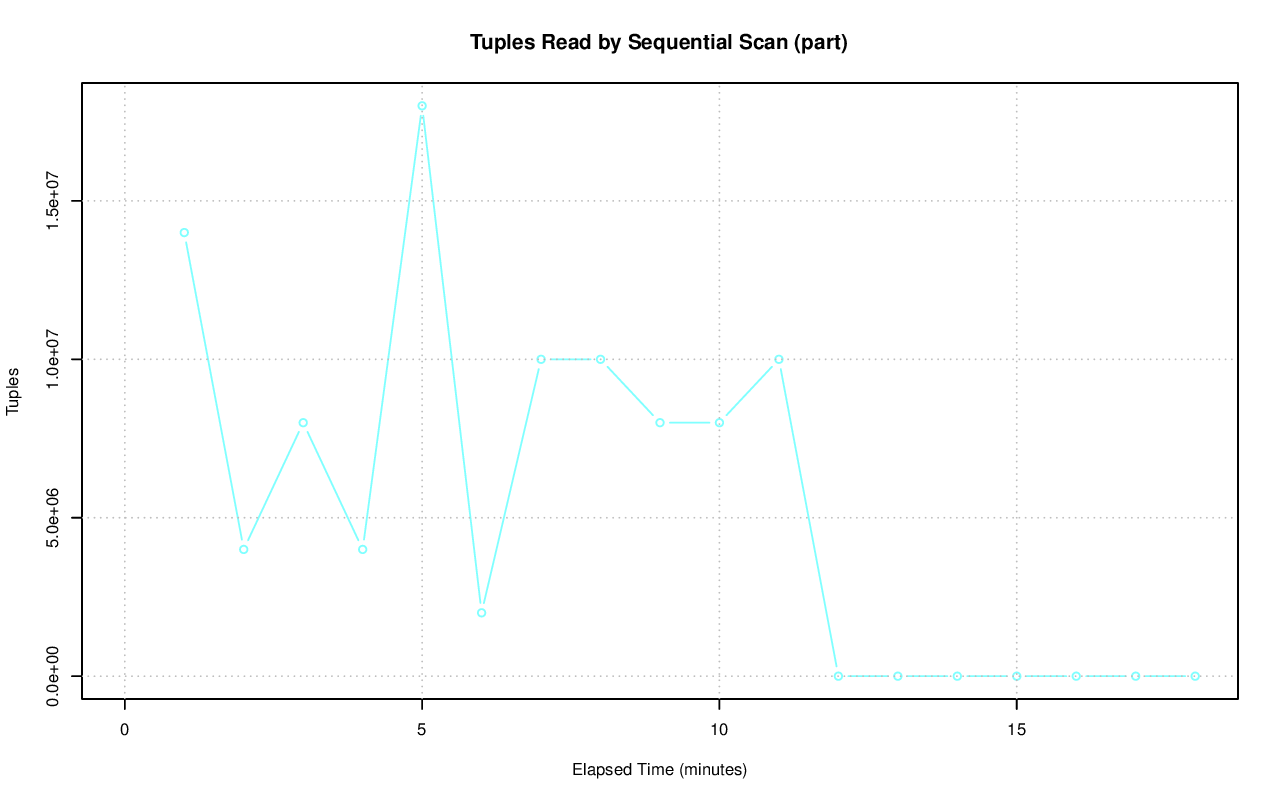 Tuples Read by Sequential Scan (part)
Tuples
1.5e+07
1.0e+07
5.0e+06
0.0e+00
0 5 10 15
Elapsed Time (minutes)